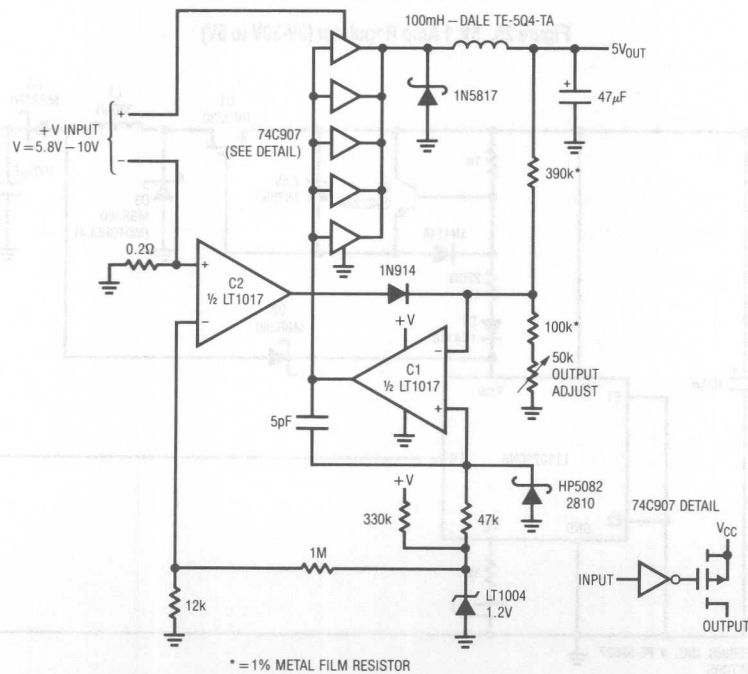 100mH – DALE TE-5Q4-TA
5VOUT
1N5817
+
47µF
+V INPUT
V = 5.8V – 10V
+
–
74C907
(SEE DETAIL)
390k*
0.2Ω
+
C2
½ LT1017
–
1N914
+V
100k*
50k
OUTPUT
ADJUST
–
C1
½ LT1017
+
5pF
+V
330k
47k
HP5082
2810
74C907 DETAIL
VCC
INPUT
OUTPUT
1M
12k
LT1004
1.2V
* = 1% METAL FILM RESISTOR